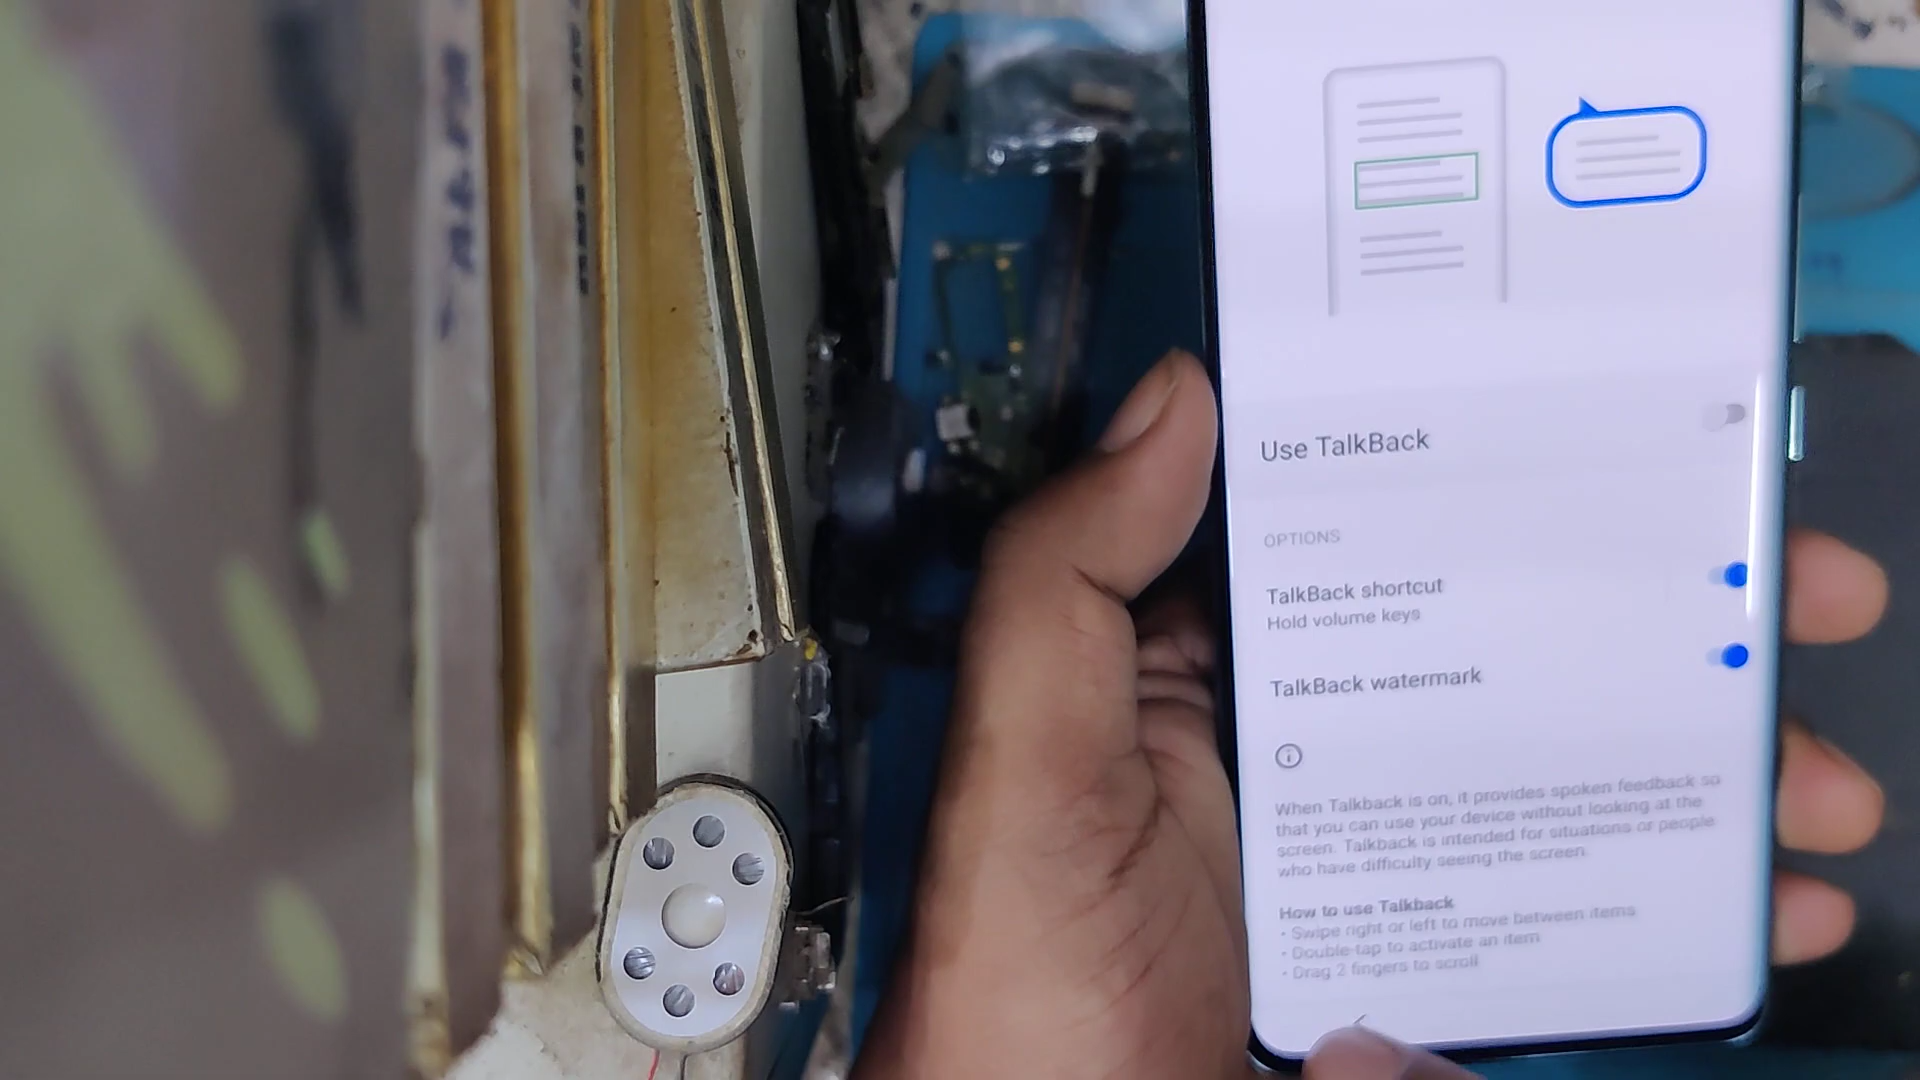 Use TalkBack
OPTIONS
TalkBack shortcut
Hold volume keys
TalkBack watermark
When Talkback is on, it provides spoken feedback so
that you can use your device without looking at the
screen. Talkback is intended for situations or people
who have difficulty seeing the screen.
How to use Talkback
• Swipe right or left to move between items
• Double-tap to activate an item
• Drag 2 fingers to scroll